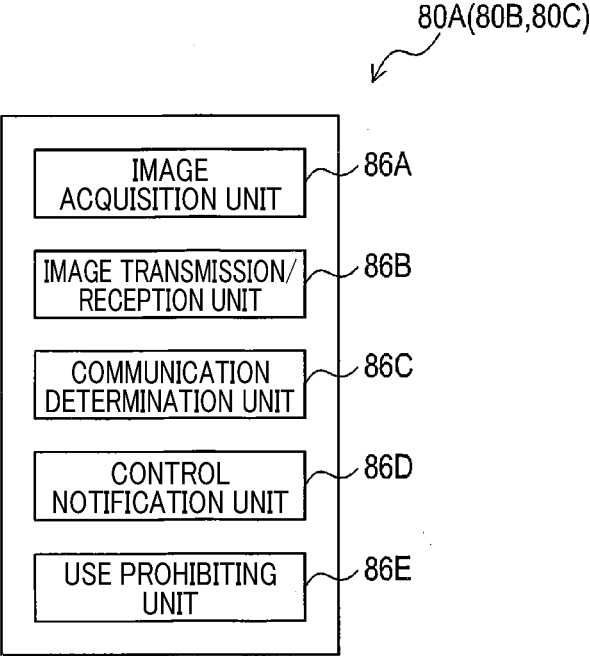 80A(80B,80C)
IMAGE
ACQUISITION UNIT
86A
IMAGE TRANSMISSION/
RECEPTION UNIT
86B
COMMUNICATION
DETERMINATION UNIT
86C
CONTROL
NOTIFICATION UNIT
86D
USE PROHIBITING
UNIT
86E